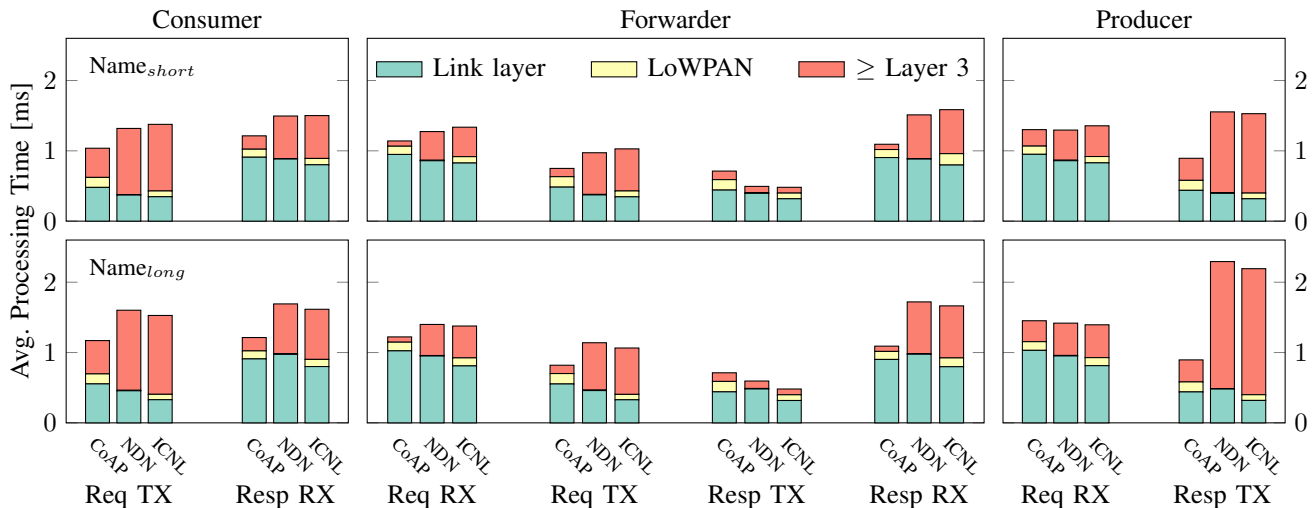 Consumer Forwarder Producer
Avg. Processing Time [ms]
Name_short
Link layer LoWPAN ≥ Layer 3
2 2
1 1
0 0
Name_long
2 2
1 1
0 0
CoAP NDN ICNL CoAP NDN ICNL CoAP NDN ICNL CoAP NDN ICNL CoAP NDN ICNL CoAP NDN ICNL CoAP NDN ICNL CoAP NDN ICNL
Req TX Resp RX Req RX Req TX Resp TX Resp RX Req RX Resp TX